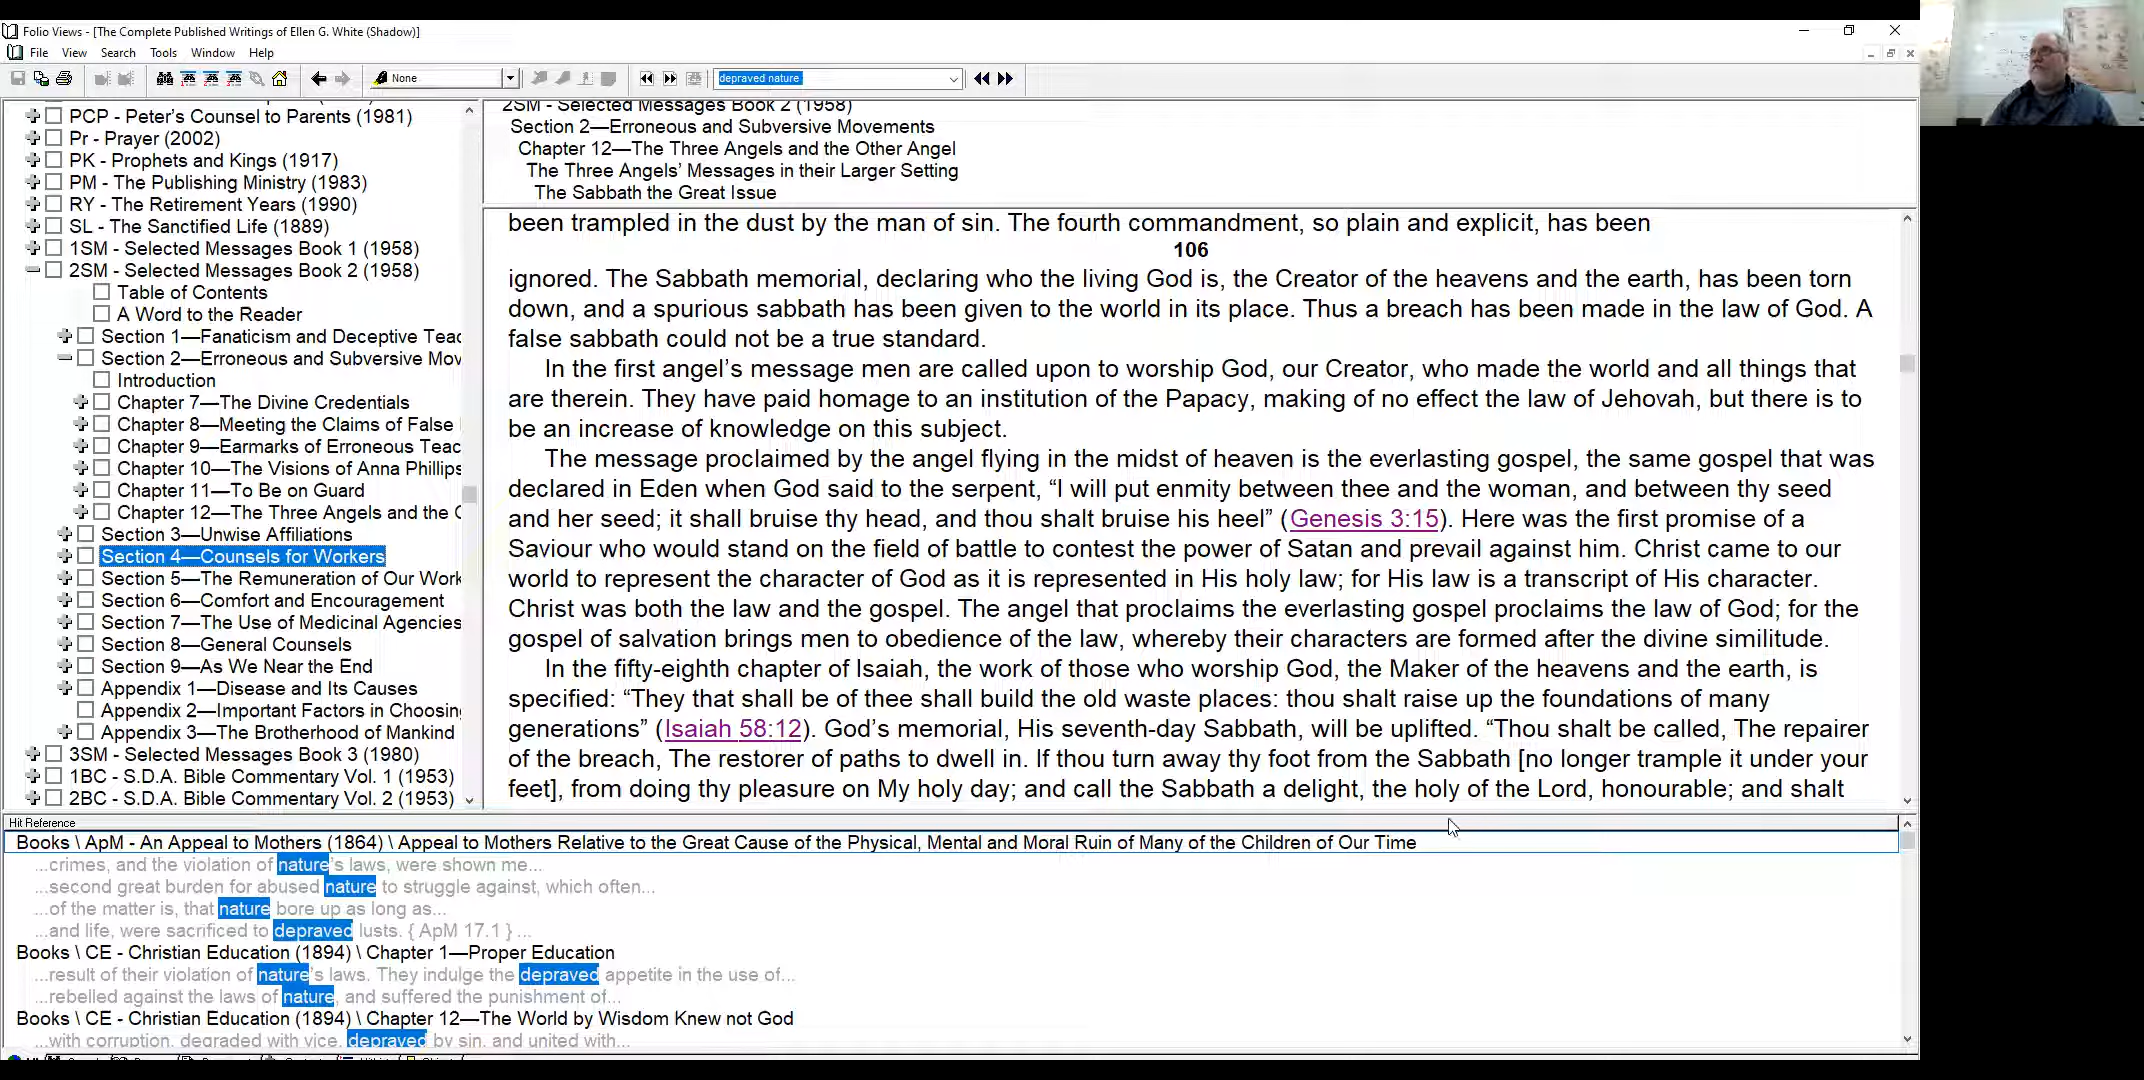 Folio Views - [The Complete Published Writings of Ellen G. White (Shadow)]
File View Search Tools Window Help
None
depraved nature
PCP - Peter's Counsel to Parents (1981)
Pr - Prayer (2002)
PK - Prophets and Kings (1917)
PM - The Publishing Ministry (1983)
RY - The Retirement Years (1990)
SL - The Sanctified Life (1889)
1SM - Selected Messages Book 1 (1958)
2SM - Selected Messages Book 2 (1958)
Table of Contents
A Word to the Reader
Section 1—Fanaticism and Deceptive Teac
Section 2—Erroneous and Subversive Mov
Introduction
Chapter 7—The Divine Credentials
Chapter 8—Meeting the Claims of False
Chapter 9—Earmarks of Erroneous Teac
Chapter 10—The Visions of Anna Phillips
Chapter 11—To Be on Guard
Chapter 12—The Three Angels and the C
Section 3—Unwise Affiliations
Section 4—Counsels for Workers
Section 5—The Remuneration of Our Work
Section 6—Comfort and Encouragement
Section 7—The Use of Medicinal Agencies
Section 8—General Counsels
Section 9—As We Near the End
Appendix 1—Disease and Its Causes
Appendix 2—Important Factors in Choosing
Appendix 3—The Brotherhood of Mankind
3SM - Selected Messages Book 3 (1980)
1BC - S.D.A. Bible Commentary Vol. 1 (1953)
2BC - S.D.A. Bible Commentary Vol. 2 (1953)
2SM - Selected Messages Book 2 (1958)
Section 2—Erroneous and Subversive Movements
Chapter 12—The Three Angels and the Other Angel
The Three Angels' Messages in their Larger Setting
The Sabbath the Great Issue
been trampled in the dust by the man of sin. The fourth commandment, so plain and explicit, has been
106
ignored. The Sabbath memorial, declaring who the living God is, the Creator of the heavens and the earth, has been torn
down, and a spurious sabbath has been given to the world in its place. Thus a breach has been made in the law of God. A
false sabbath could not be a true standard.
In the first angel's message men are called upon to worship God, our Creator, who made the world and all things that
are therein. They have paid homage to an institution of the Papacy, making of no effect the law of Jehovah, but there is to
be an increase of knowledge on this subject.
The message proclaimed by the angel flying in the midst of heaven is the everlasting gospel, the same gospel that was
declared in Eden when God said to the serpent, “I will put enmity between thee and the woman, and between thy seed
and her seed; it shall bruise thy head, and thou shalt bruise his heel” (Genesis 3:15). Here was the first promise of a
Saviour who would stand on the field of battle to contest the power of Satan and prevail against him. Christ came to our
world to represent the character of God as it is represented in His holy law; for His law is a transcript of His character.
Christ was both the law and the gospel. The angel that proclaims the everlasting gospel proclaims the law of God; for the
gospel of salvation brings men to obedience of the law, whereby their characters are formed after the divine similitude.
In the fifty-eighth chapter of Isaiah, the work of those who worship God, the Maker of the heavens and the earth, is
specified: “They that shall be of thee shall build the old waste places: thou shalt raise up the foundations of many
generations” (Isaiah 58:12). God's memorial, His seventh-day Sabbath, will be uplifted. “Thou shalt be called, The repairer
of the breach, The restorer of paths to dwell in. If thou turn away thy foot from the Sabbath [no longer trample it under your
feet], from doing thy pleasure on My holy day; and call the Sabbath a delight, the holy of the Lord, honourable; and shalt
Hit Reference
Books \ ApM - An Appeal to Mothers (1864) \ Appeal to Mothers Relative to the Great Cause of the Physical, Mental and Moral Ruin of Many of the Children of Our Time
...crimes, and the violation of nature's laws, were shown me...
...second great burden for abused nature to struggle against, which often...
...of the matter is, that nature bore up as long as...
...and life, were sacrificed to depraved lusts. { ApM 17.1 } ...
Books \ CE - Christian Education (1894) \ Chapter 1—Proper Education
...result of their violation of nature's laws. They indulge the depraved appetite in the use of...
...rebelled against the laws of nature, and suffered the punishment of...
Books \ CE - Christian Education (1894) \ Chapter 12—The World by Wisdom Knew not God
...with corruption, degraded with vice, depraved by sin, and united with...